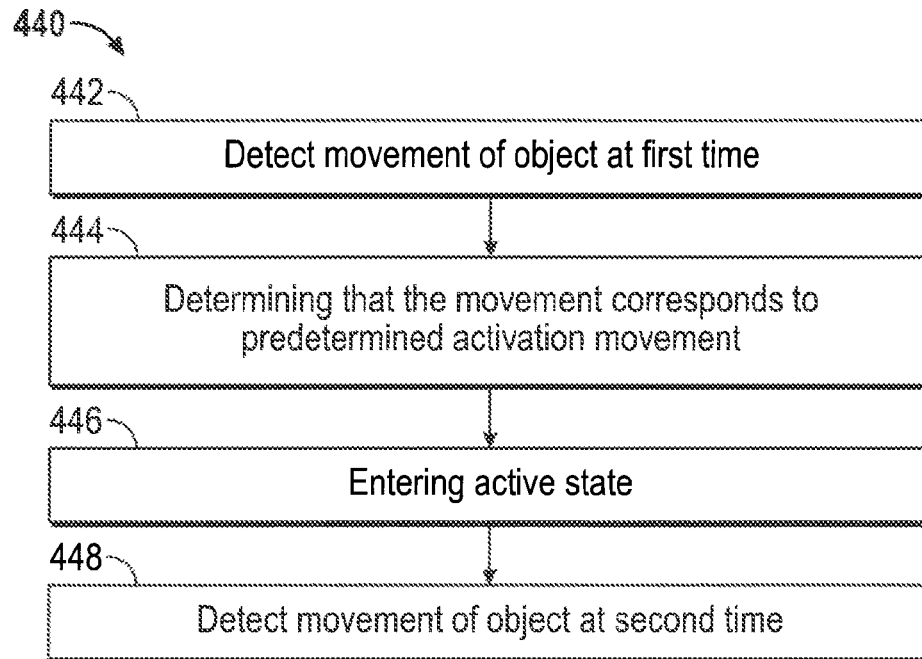 440
442
Detect movement of object at first time
444
Determining that the movement corresponds to
predetermined activation movement
446
Entering active state
448
Detect movement of object at second time